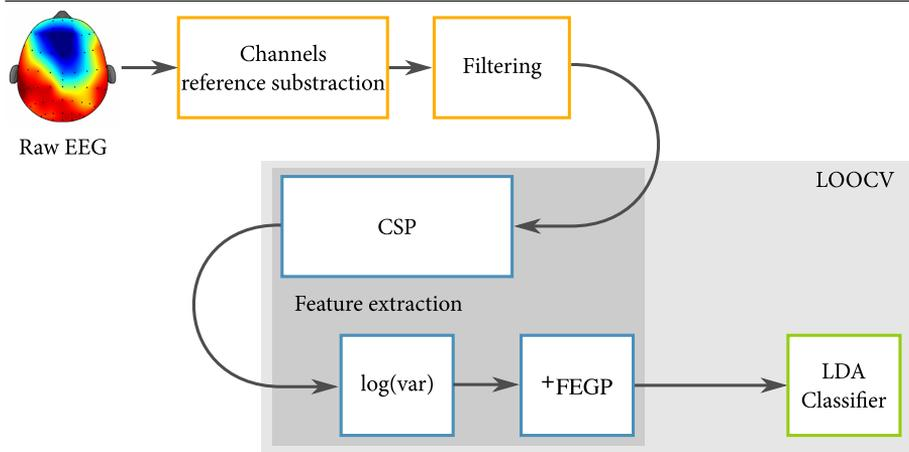 Channels
reference substraction
Filtering
Raw EEG
LOOCV
CSP
Feature extraction
log(var)
+FEGP
LDA
Classifier